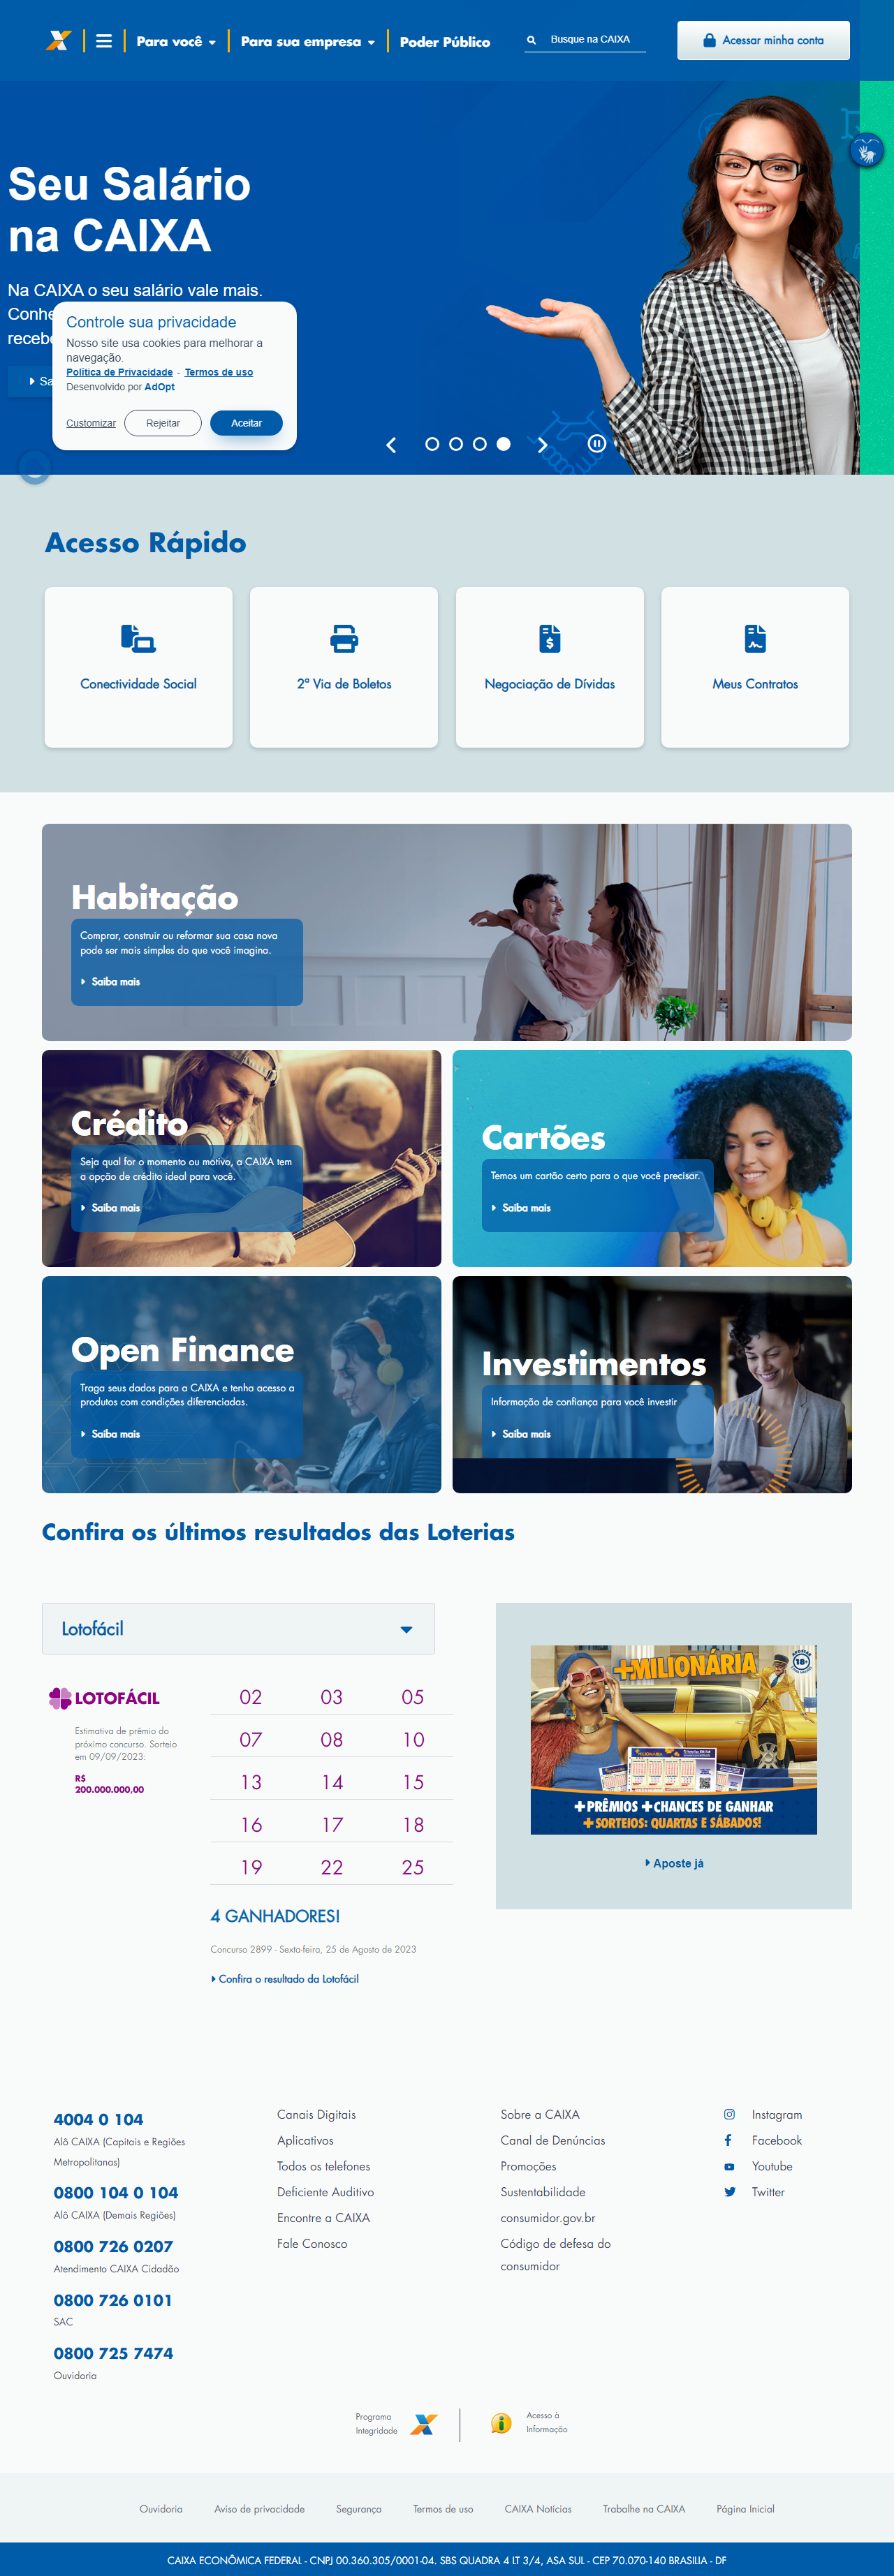 Para você
Para sua empresa
Poder Público
Busque na CAIXA
Acessar minha conta
Seu Salário
na CAIXA
Na CAIXA o seu salário vale mais.
Conhe
recebe
Controle sua privacidade
Nosso site usa cookies para melhorar a
navegação.
Política de Privacidade - Termos de uso
Desenvolvido por AdOpt
Customizar
Rejeitar
Aceitar
Sa
Acesso Rápido
Conectividade Social
2ª Via de Boletos
Negociação de Dívidas
Meus Contratos
Habitação
Comprar, construir ou reformar sua casa nova
pode ser mais simples do que você imagina.
Saiba mais
Crédito
Seja qual for o momento ou motivo, a CAIXA tem
a opção de crédito ideal para você.
Saiba mais
Cartões
Temos um cartão certo para o que você precisar.
Saiba mais
Open Finance
Traga seus dados para a CAIXA e tenha acesso a
produtos com condições diferenciadas.
Saiba mais
Investimentos
Informação de confiança para você investir
Saiba mais
Confira os últimos resultados das Loterias
Lotofácil
LOTOFÁCIL
Estimativa de prêmio do
próximo concurso. Sorteio
em 09/09/2023:
R$
200.000.000,00
02 03 05
07 08 10
13 14 15
16 17 18
19 22 25
4 GANHADORES!
Concurso 2899 - Sexta-feira, 25 de Agosto de 2023
Confira o resultado da Lotofácil
+MILIONÁRIA
18+
+PRÊMIOS +CHANCES DE GANHAR
+SORTEIOS: QUARTAS E SÁBADOS!
Aposte já
4004 0 104
Alô CAIXA (Capitais e Regiões
Metropolitanas)
0800 104 0 104
Alô CAIXA (Demais Regiões)
0800 726 0207
Atendimento CAIXA Cidadão
0800 726 0101
SAC
0800 725 7474
Ouvidoria
Canais Digitais
Aplicativos
Todos os telefones
Deficiente Auditivo
Encontre a CAIXA
Fale Conosco
Sobre a CAIXA
Canal de Denúncias
Promoções
Sustentabilidade
consumidor.gov.br
Código de defesa do
consumidor
Instagram
Facebook
Youtube
Twitter
Programa
Integridade
Acesso à
Informação
Ouvidoria
Aviso de privacidade
Segurança
Termos de uso
CAIXA Notícias
Trabalhe na CAIXA
Página Inicial
CAIXA ECONÔMICA FEDERAL - CNPJ 00.360.305/0001-04. SBS QUADRA 4 LT 3/4, ASA SUL - CEP 70.070-140 BRASILIA - DF